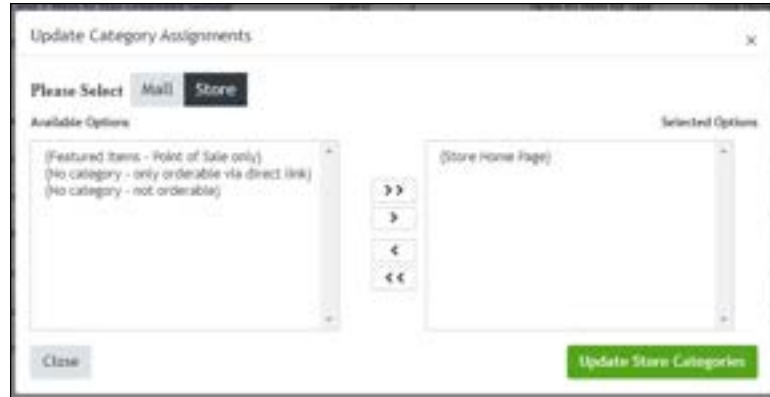 Update Category Assignments
×
Please Select Mall Store
Available Options
Selected Options
(Featured Items - Point of Sale only)
(No category - only orderable via direct link)
(No category - not orderable)
(Store Home Page)
>>
>
<
<<
Close
Update Store Categories